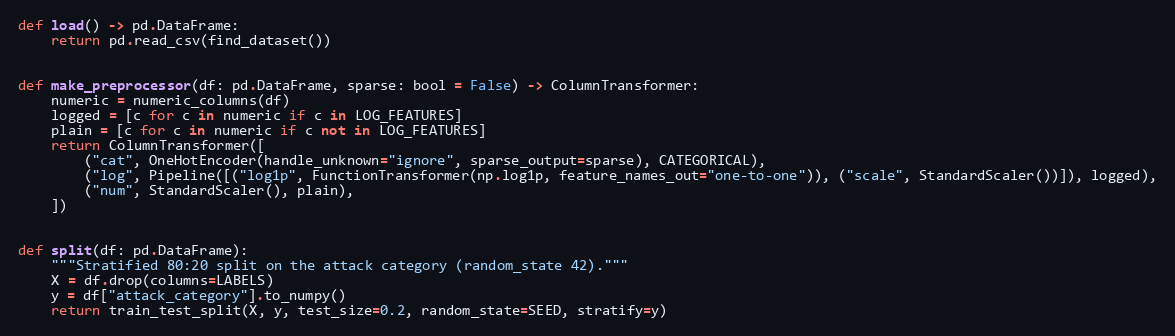 def load() -> pd.DataFrame:
    return pd.read_csv(find_dataset())
def make_preprocessor(df: pd.DataFrame, sparse: bool = False) -> ColumnTransformer:
    numeric = numeric_columns(df)
    logged = [c for c in numeric if c in LOG_FEATURES]
    plain = [c for c in numeric if c not in LOG_FEATURES]
    return ColumnTransformer([
        ("cat", OneHotEncoder(handle_unknown="ignore", sparse_output=sparse), CATEGORICAL),
        ("log", Pipeline([("log1p", FunctionTransformer(np.log1p, feature_names_out="one-to-one")), ("scale", StandardScaler())]), logged),
        ("num", StandardScaler(), plain),
    ])
def split(df: pd.DataFrame):
    """Stratified 80:20 split on the attack category (random_state 42)."""
    X = df.drop(columns=LABELS)
    y = df["attack_category"].to_numpy()
    return train_test_split(X, y, test_size=0.2, random_state=SEED, stratify=y)